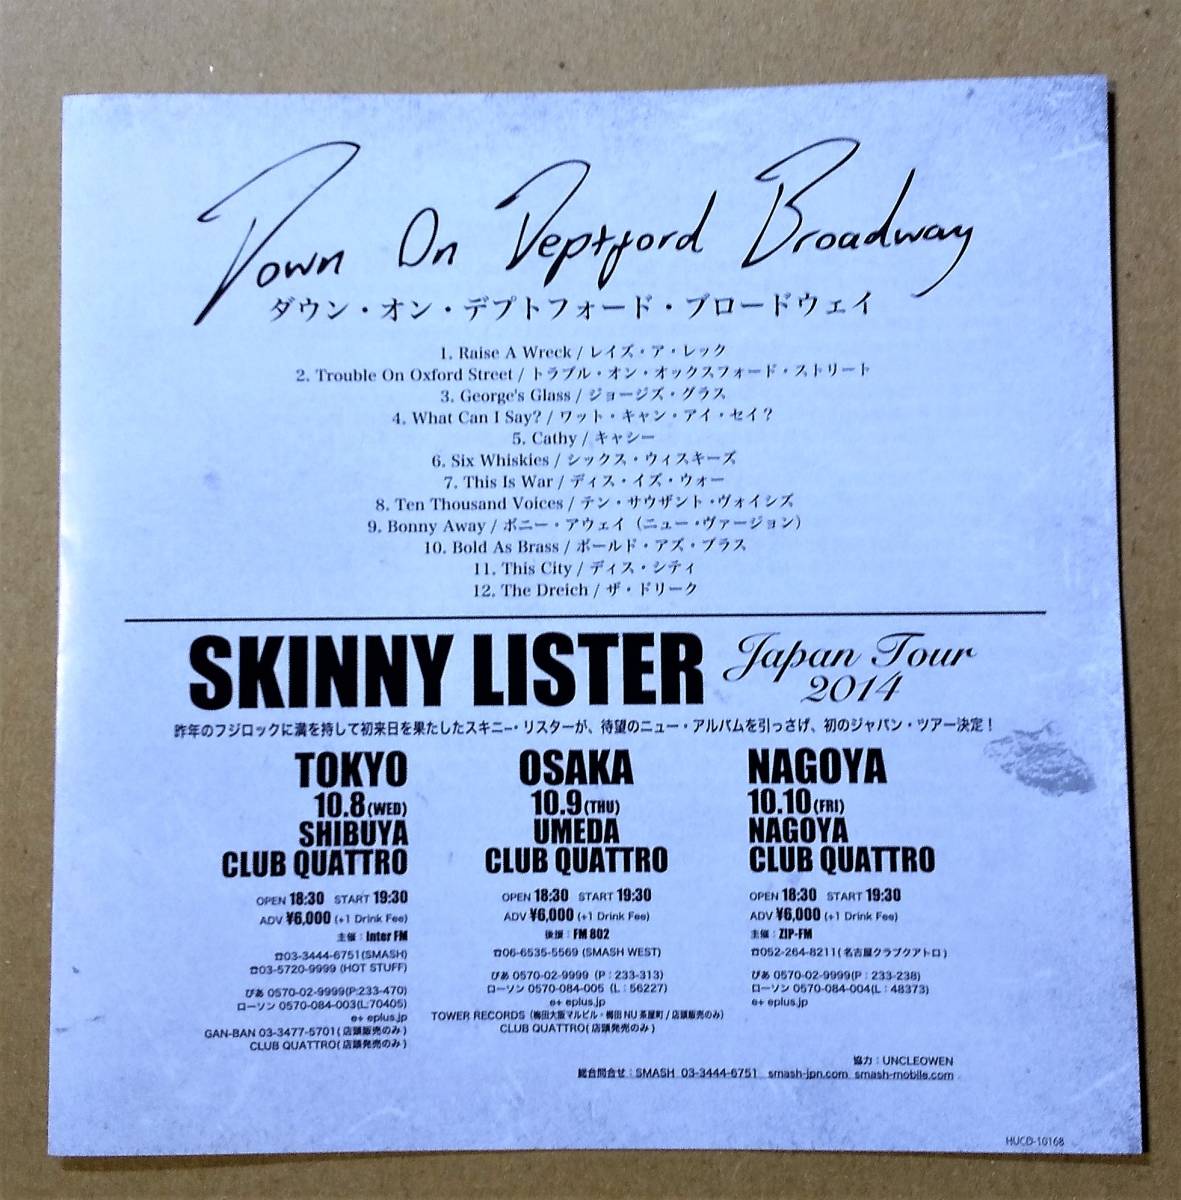 Down On Deptford Broadway
ダウン・オン・デプトフォード・ブロードウェイ
1. Raise A Wreck / レイズ・ア・レック
2. Trouble On Oxford Street / トラブル・オン・オックスフォード・ストリート
3. George's Glass / ジョージズ・グラス
4. What Can I Say? / ワット・キャン・アイ・セイ?
5. Cathy / キャシー
6. Six Whiskies / シックス・ウィスキーズ
7. This Is War / ディス・イズ・ウォー
8. Ten Thousand Voices / テン・サウザント・ヴォイシズ
9. Bonny Away / ボニー・アウェイ (ニュー・ヴァージョン)
10. Bold As Brass / ボールド・アズ・ブラス
11. This City / ディス・シティ
12. The Dreich / ザ・ドリーク
SKINNY LISTER Japan Tour 2014
昨年のフジロックに満を持して初来日を果たしたスキニー・リスターが、待望のニュー・アルバムを引っさげ、初のジャパン・ツアー決定!
TOKYO
10.8(WED)
SHIBUYA
CLUB QUATTRO
OPEN 18:30 START 19:30
ADV ¥6,000 (+1 Drink Fee)
主催:Inter FM
☎03-3444-6751(SMASH)
☎03-5720-9999 (HOT STUFF)
ぴあ 0570-02-9999(P:233-470)
ローソン 0570-084-003(L:70405)
e+ eplus.jp
GAN-BAN 03-3477-5701(店頭販売のみ)
CLUB QUATTRO(店頭発売のみ)
OSAKA
10.9(THU)
UMEDA
CLUB QUATTRO
OPEN 18:30 START 19:30
ADV ¥6,000 (+1 Drink Fee)
後援:FM 802
☎06-6535-5569 (SMASH WEST)
ぴあ 0570-02-9999 (P:233-313)
ローソン 0570-084-005 (L:56227)
e+ eplus.jp
TOWER RECORDS (梅田大阪マルビル・梅田NU茶屋町/店頭販売のみ)
CLUB QUATTRO(店頭発売のみ)
NAGOYA
10.10(FRI)
NAGOYA
CLUB QUATTRO
OPEN 18:30 START 19:30
ADV ¥6,000 (+1 Drink Fee)
主催:ZIP-FM
☎052-264-8211(名古屋クラブクアトロ)
ぴあ 0570-02-9999(P:233-238)
ローソン 0570-084-004(L:48373)
e+ eplus.jp
協力:UNCLEOWEN
総合問合せ:SMASH 03-3444-6751 smash-jpn.com smash-mobile.com
HUCD-10168